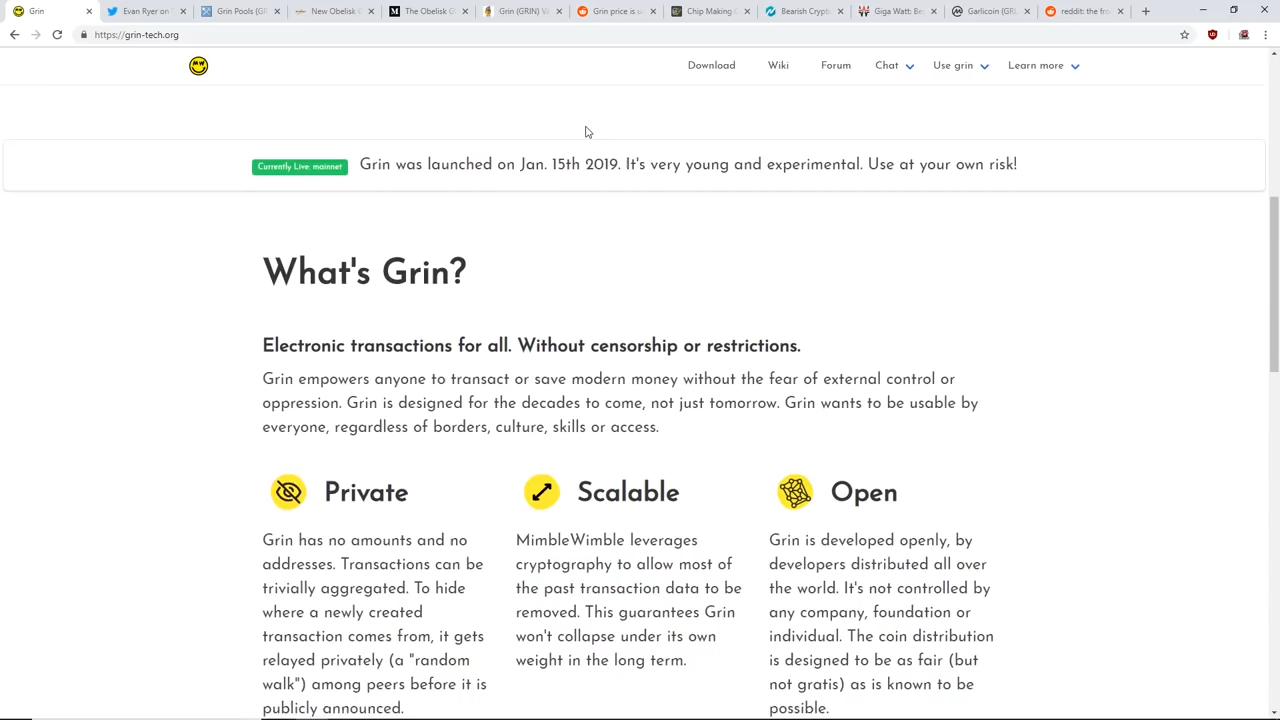 Grin
Evan Ryer on
Grin Pools (GR
New Obelisk G
The Obelisk G
Grin (GRIN) V
Grin price is u
Chip Making
Bearish Crypt
Giga Watt: Be
Garlicoin (GRL
reddit: the fro
https://grin-tech.org
MW
Download
Wiki
Forum
Chat
Use grin
Learn more
Currently Live: mainnet
Grin was launched on Jan. 15th 2019. It's very young and experimental. Use at your own risk!
What's Grin?
Electronic transactions for all. Without censorship or restrictions.
Grin empowers anyone to transact or save modern money without the fear of external control or
oppression. Grin is designed for the decades to come, not just tomorrow. Grin wants to be usable by
everyone, regardless of borders, culture, skills or access.
Private
Grin has no amounts and no
addresses. Transactions can be
trivially aggregated. To hide
where a newly created
transaction comes from, it gets
relayed privately (a "random
walk") among peers before it is
publicly announced.
Scalable
MimbleWimble leverages
cryptography to allow most of
the past transaction data to be
removed. This guarantees Grin
won't collapse under its own
weight in the long term.
Open
Grin is developed openly, by
developers distributed all over
the world. It's not controlled by
any company, foundation or
individual. The coin distribution
is designed to be as fair (but
not gratis) as is known to be
possible.